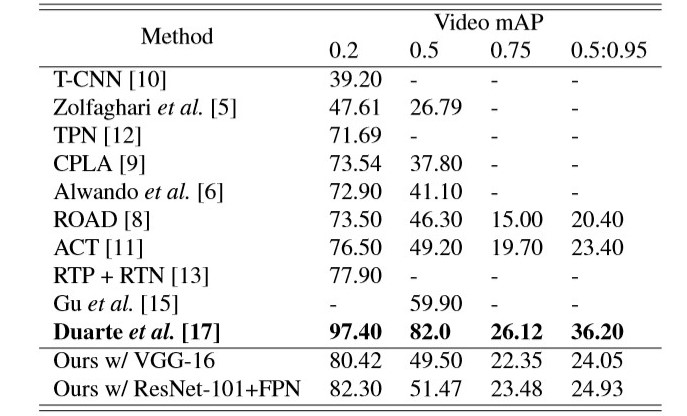 Method Video mAP
0.2 0.5 0.75 0.5:0.95
T-CNN [10] 39.20 - - -
Zolfaghari et al. [5] 47.61 26.79 - -
TPN [12] 71.69 - - -
CPLA [9] 73.54 37.80 - -
Alwando et al. [6] 72.90 41.10 - -
ROAD [8] 73.50 46.30 15.00 20.40
ACT [11] 76.50 49.20 19.70 23.40
RTP + RTN [13] 77.90 - - -
Gu et al. [15] - 59.90 - -
Duarte et al. [17] 97.40 82.0 26.12 36.20
Ours w/ VGG-16 80.42 49.50 22.35 24.05
Ours w/ ResNet-101+FPN 82.30 51.47 23.48 24.93